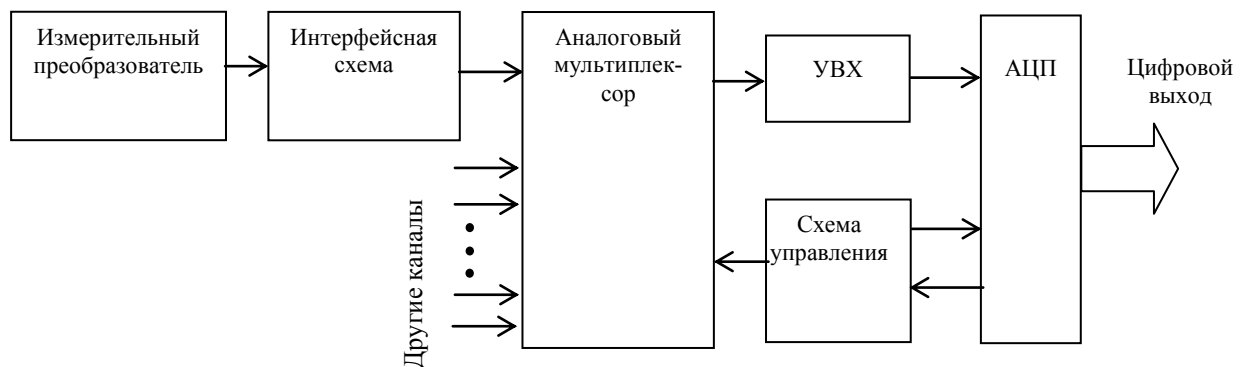 Измерительный
преобразователь
Интерфейсная
схема
Аналоговый
мультиплек-
сор
УВХ
АЦП
Цифровой
выход
Другие каналы
Схема
управления